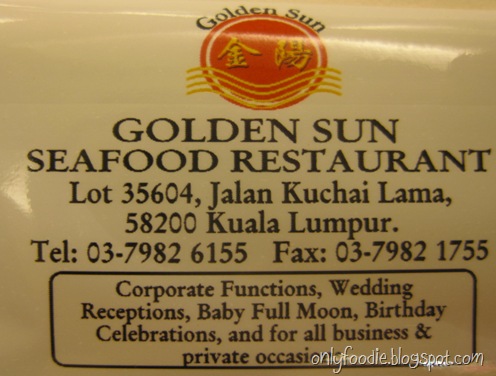 Golden Sun
金陽
GOLDEN SUN
SEAFOOD RESTAURANT
Lot 35604, Jalan Kuchai Lama,
58200 Kuala Lumpur.
Tel: 03-7982 6155 Fax: 03-7982 1755
Corporate Functions, Wedding
Receptions, Baby Full Moon, Birthday
Celebrations, and for all business &
private
onlyfoodie.blogspot.com